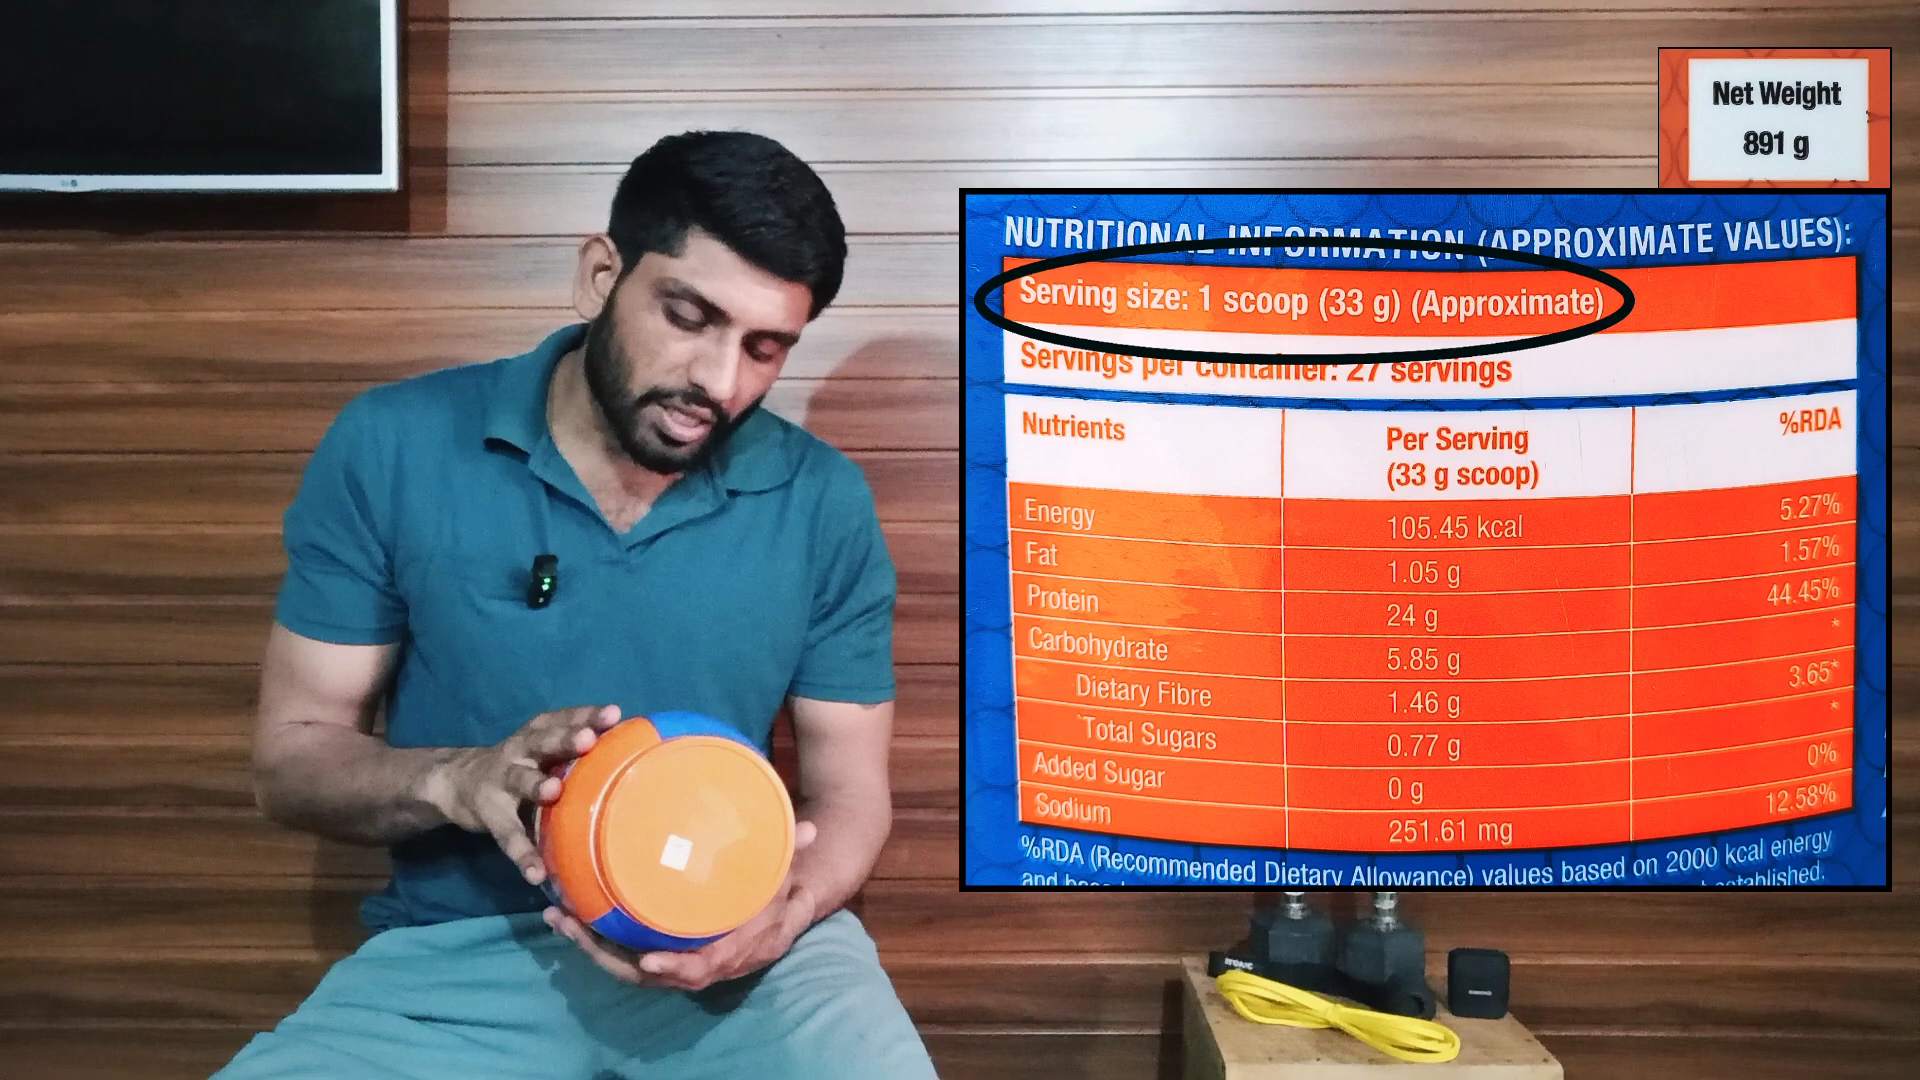 Net Weight
891 g
NUTRITIONAL INFORMATION (APPROXIMATE VALUES):
Serving size: 1 scoop (33 g) (Approximate)
Servings per container: 27 servings
Nutrients Per Serving (33 g scoop) %RDA
Energy 105.45 kcal 5.27%
Fat 1.05 g 1.57%
Protein 24 g 44.45%
Carbohydrate 5.85 g *
Dietary Fibre 1.46 g 3.65*
Total Sugars 0.77 g *
Added Sugar 0 g 0%
Sodium 251.61 mg 12.58%
%RDA (Recommended Dietary Allowance) values based on 2000 kcal energy
and established.